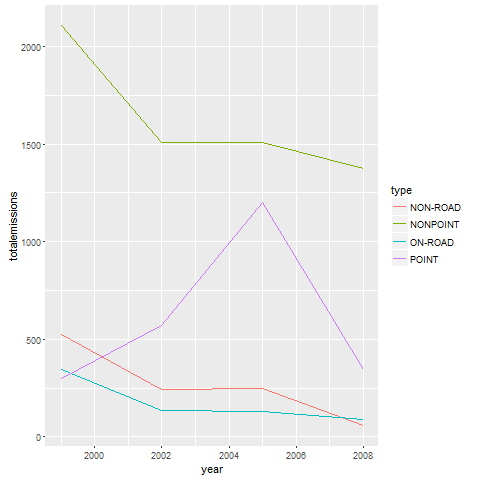 totalemissions
2000
1500
1000
500
0
2000
2002
2004
2006
2008
year
type
NON-ROAD
NONPOINT
ON-ROAD
POINT